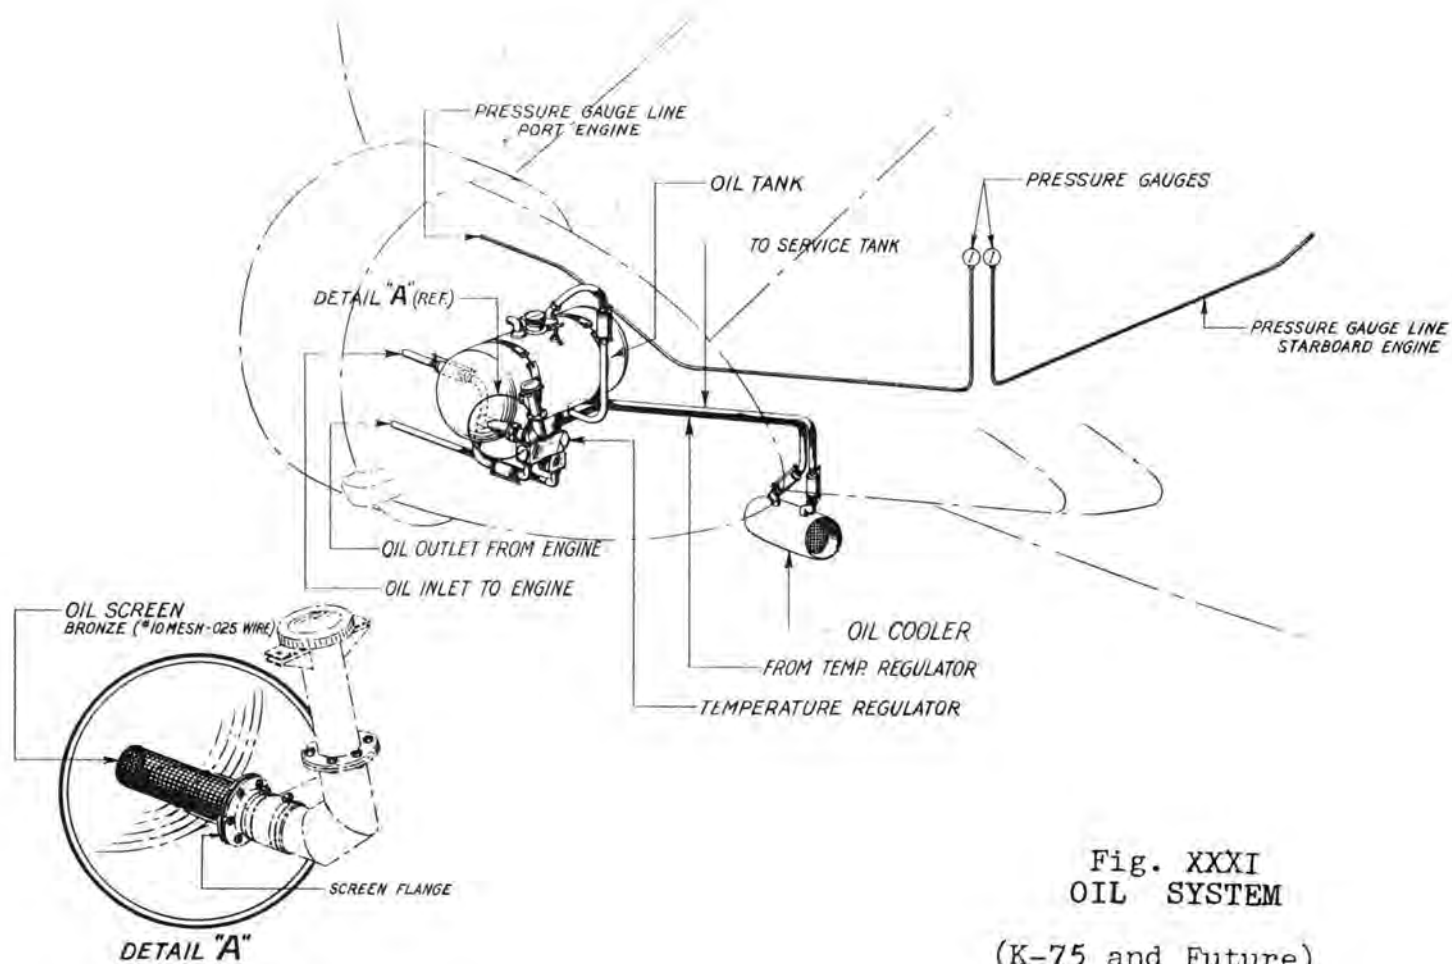 PRESSURE GAUGE LINE
PORT ENGINE
OIL TANK
PRESSURE GAUGES
TO SERVICE TANK
DETAIL "A" (REF.)
PRESSURE GAUGE LINE
STARBOARD ENGINE
OIL OUTLET FROM ENGINE
OIL INLET TO ENGINE
OIL SCREEN
BRONZE (#10 MESH-025 WIRE)
OIL COOLER
FROM TEMP. REGULATOR
TEMPERATURE REGULATOR
SCREEN FLANGE
DETAIL "A"
Fig. XXXI
OIL SYSTEM
(K-75 and Future)